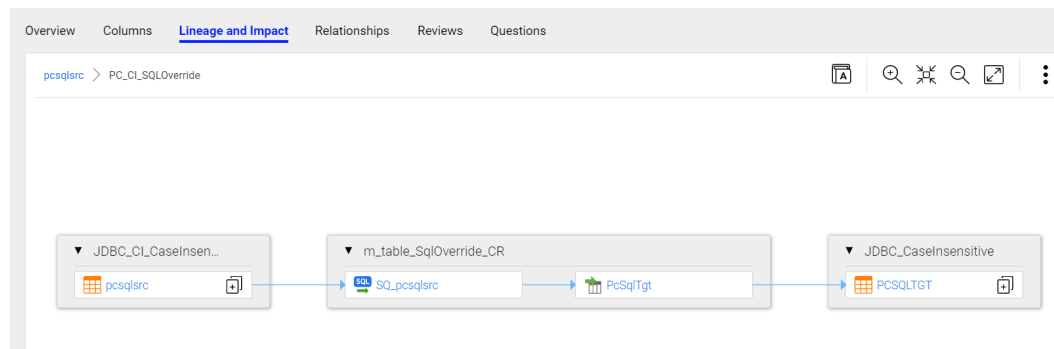 Overview Columns Lineage and Impact Relationships Reviews Questions
pcsqlsrc > PC_CI_SQLOverride
A
JDBC_CI_CaseInsen... m_table_SqlOverride_CR JDBC_CaseInsensitive
pcsqlsrc SQL SQ_pcsqlsrc PcSqlTgt PCSQLTGT